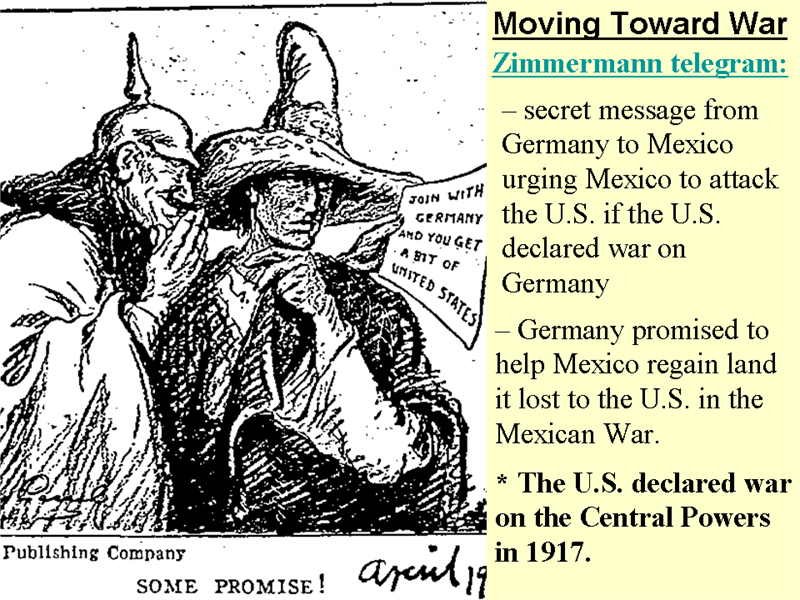 JOIN WITH
GERMANY
AND YOU GET
A BIT OF
UNITED STATES
Publishing Company
SOME PROMISE!
April 19
Moving Toward War
Zimmermann telegram:
– secret message from
Germany to Mexico
urging Mexico to attack
the U.S. if the U.S.
declared war on
Germany
– Germany promised to
help Mexico regain land
it lost to the U.S. in the
Mexican War.
* The U.S. declared war
on the Central Powers
in 1917.